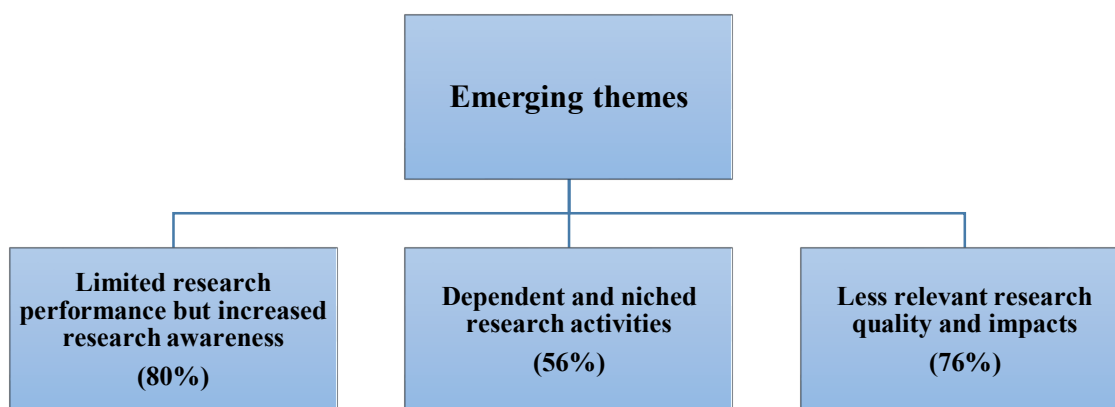 Emerging themes
Limited research
performance but increased
research awareness
(80%)
Dependent and niched
research activities
(56%)
Less relevant research
quality and impacts
(76%)